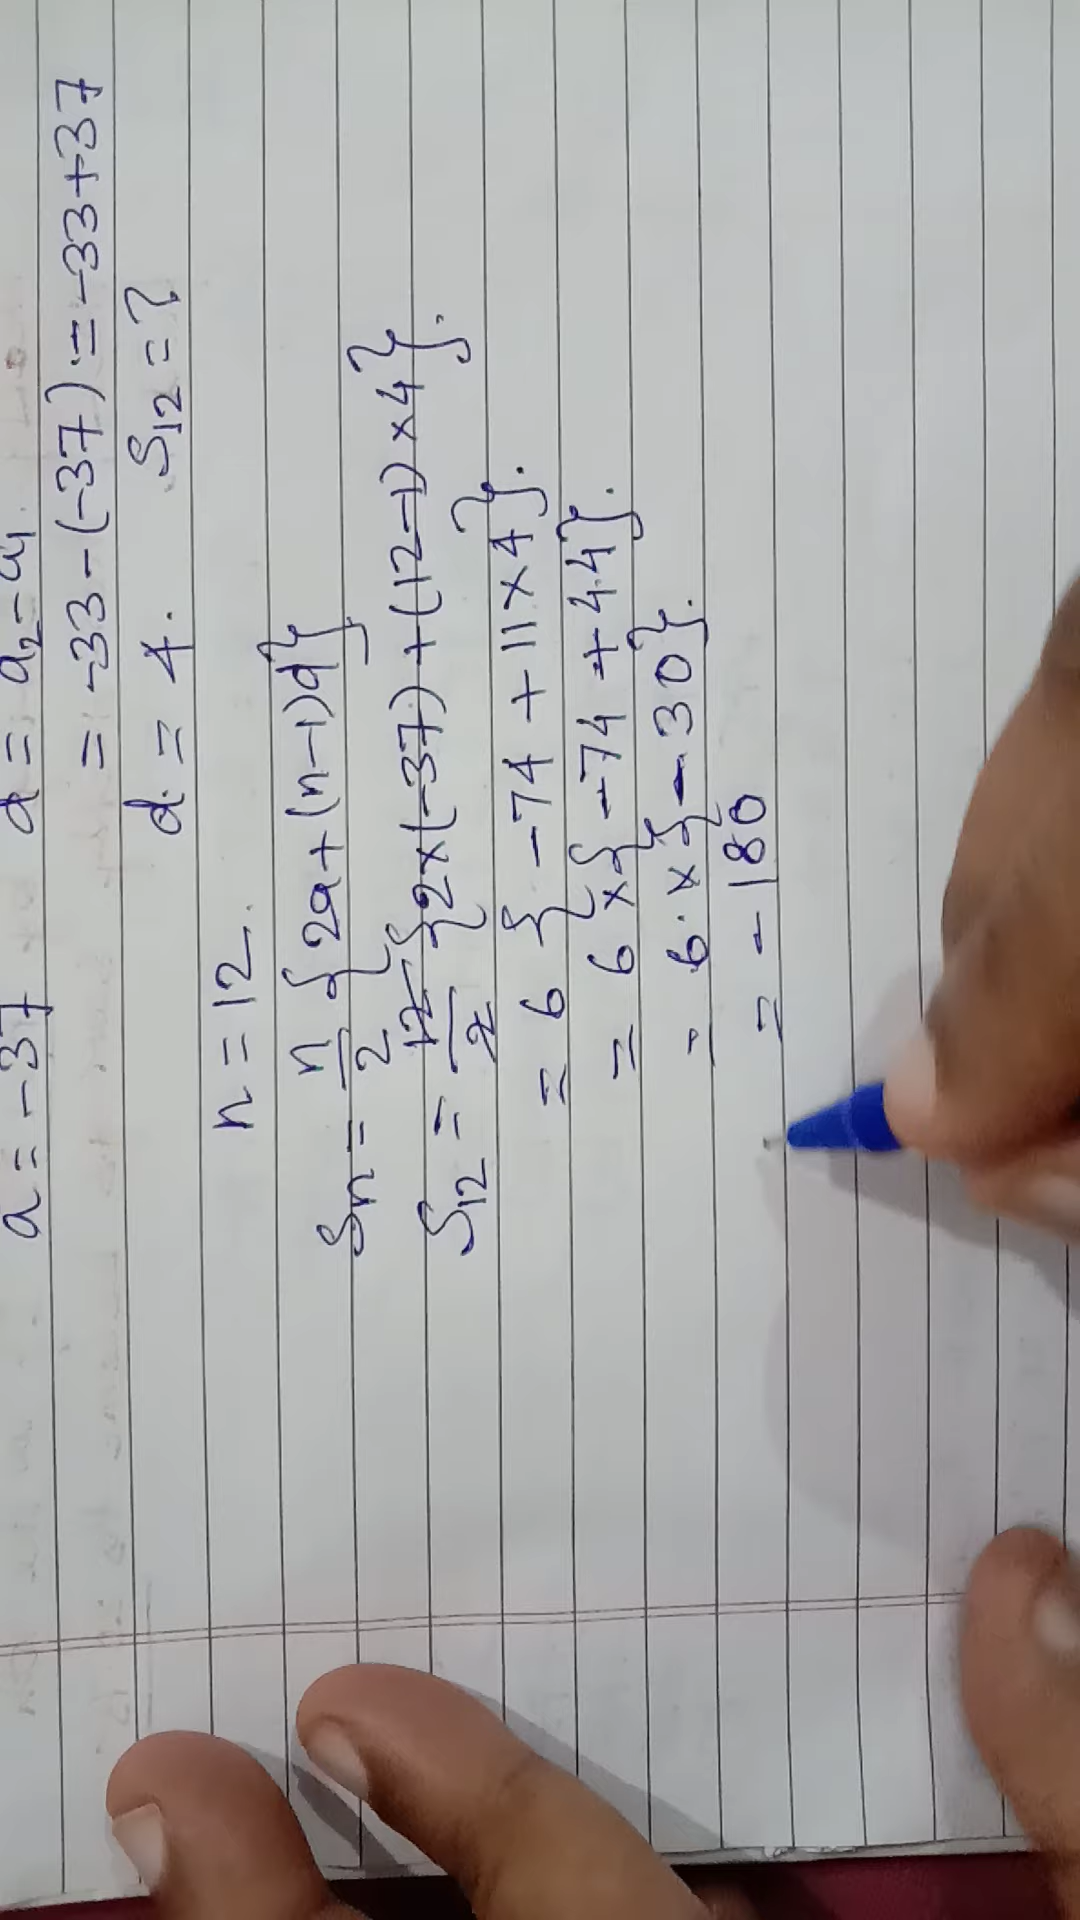 a = -37 d = a2 - a1.
= -33 - (-37) = -33 + 37
d = 4. S12 = ?
n = 12.
Sn = n/2 {2a + (n-1)d}
S12 = 12/2 {2×(-37) + (12-1)×4}.
= 6 { -74 + 11×4}.
= 6 × {-74 + 44}.
= 6 × {-30}.
= -180